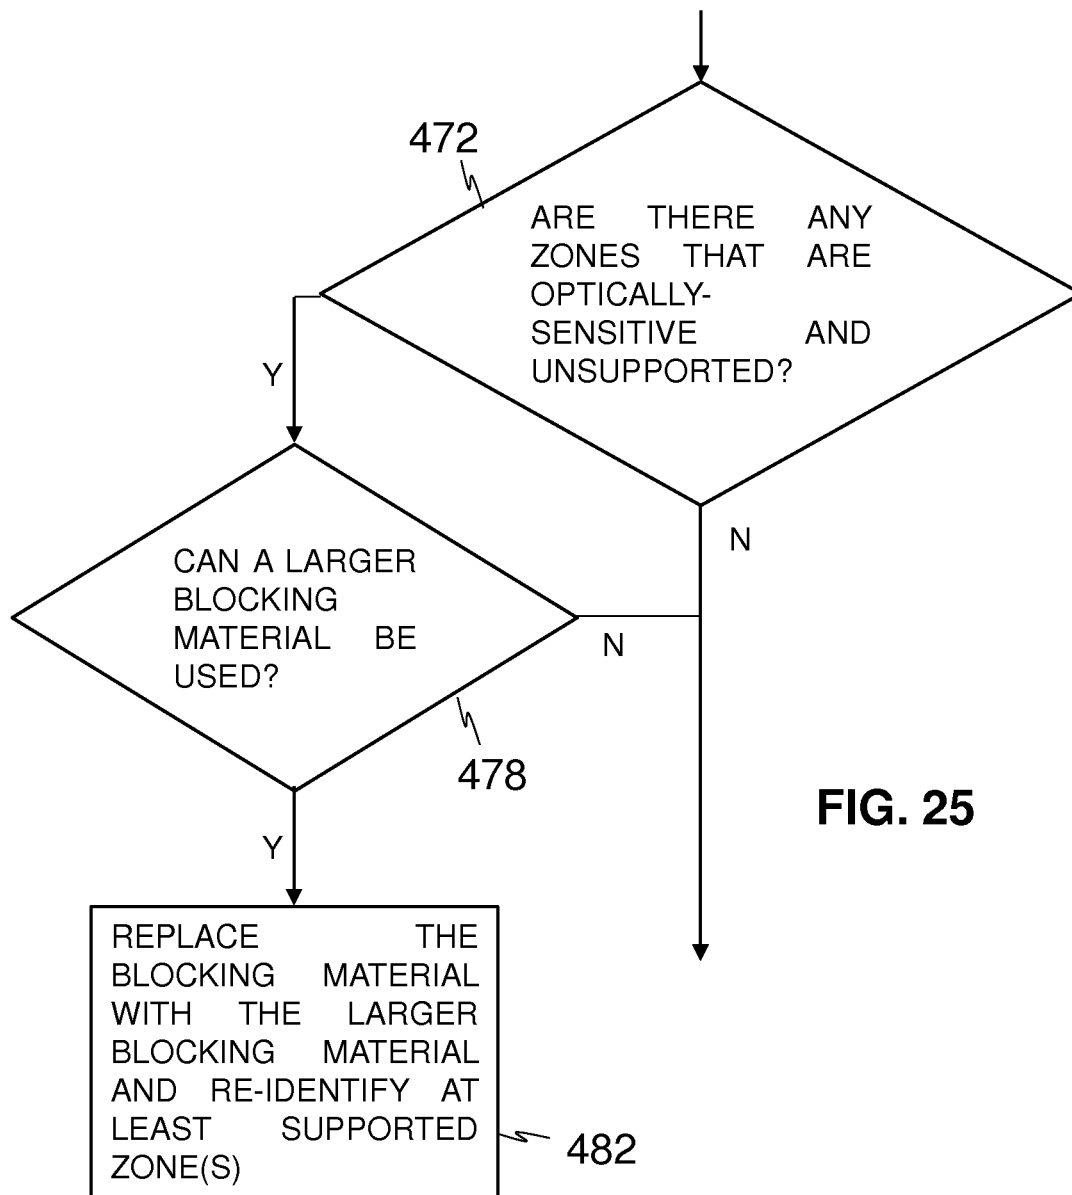 472
ARE THERE ANY
ZONES THAT ARE
OPTICALLY-
SENSITIVE AND
UNSUPPORTED?
Y
N
CAN A LARGER
BLOCKING
MATERIAL BE
USED?
N
478
FIG. 25
Y
REPLACE THE
BLOCKING MATERIAL
WITH THE LARGER
BLOCKING MATERIAL
AND RE-IDENTIFY AT
LEAST SUPPORTED
ZONE(S)
482